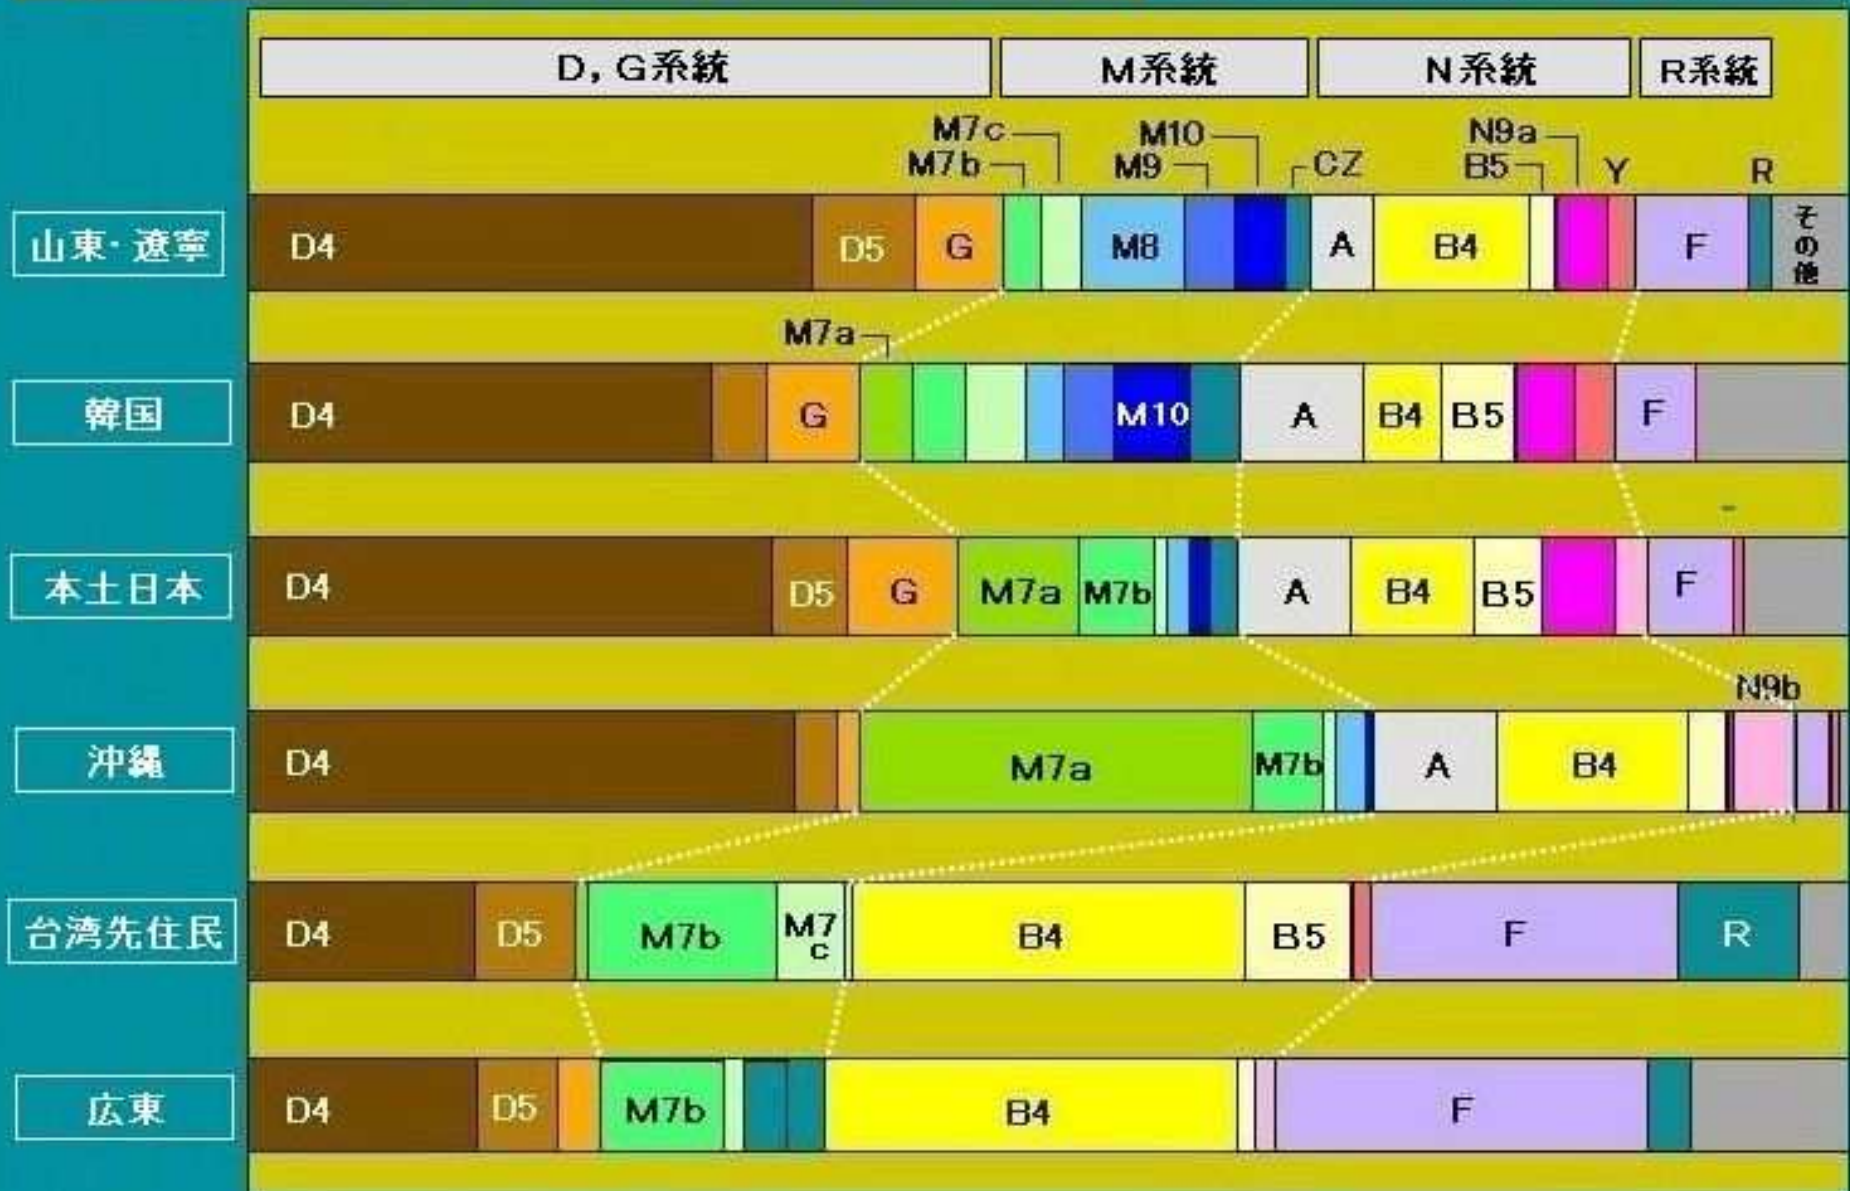 D, G系統 M系統 N系統 R系統
M7c M10 N9a
M7b M9 CZ B5 Y R
山東・遼寧 D4 D5 G M8 A B4 F その他
M7a
韓国 D4 G M10 A B4 B5 F
本土日本 D4 D5 G M7a M7b A B4 B5 F
N9b
沖縄 D4 M7a M7b A B4
台湾先住民 D4 D5 M7b M7c B4 B5 F R
広東 D4 D5 M7b B4 F